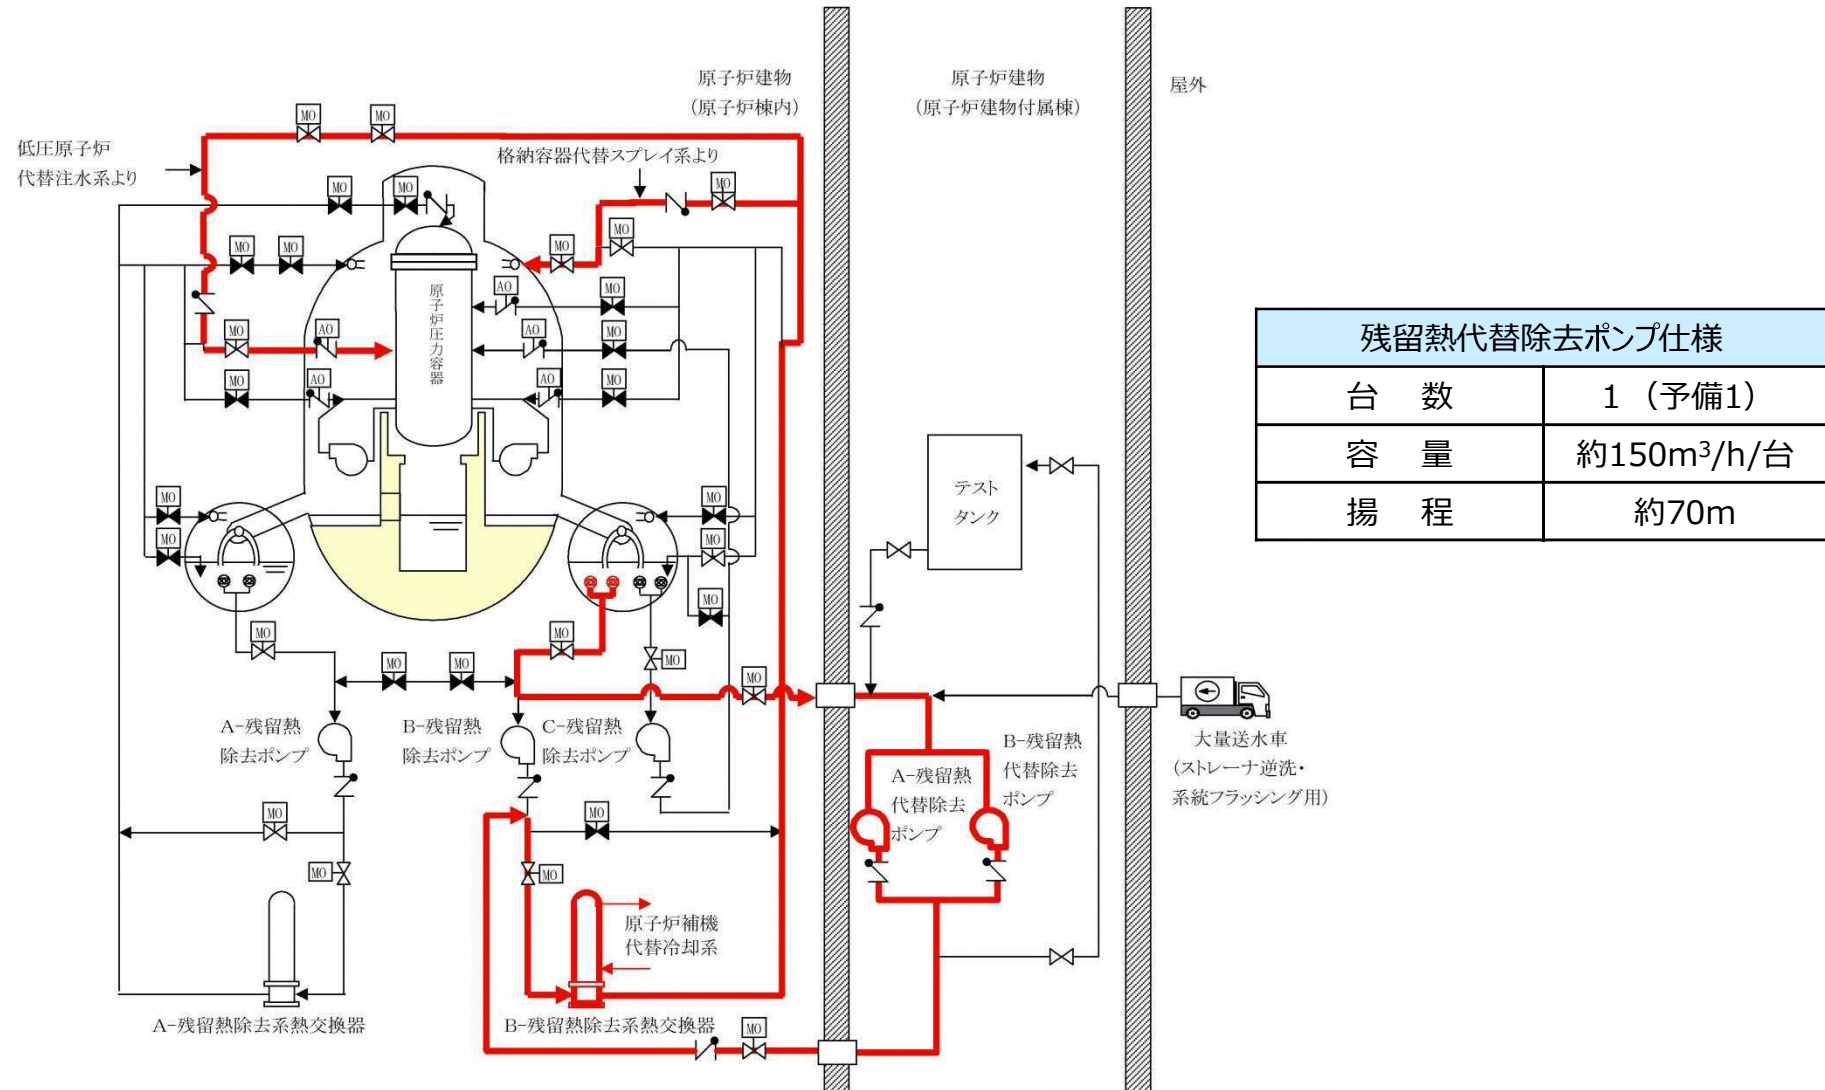 原子炉建物
(原子炉棟内)
原子炉建物
(原子炉建物付属棟)
屋外
低圧原子炉
代替注水系より
格納容器代替スプレイ系より
MO
MO
MO
MO
MO
MO
MO
MO
MO
MO
AO
MO
MO
AO
AO
MO
MO
AO
AO
MO
原子炉圧力容器
残留熱代替除去ポンプ仕様
台 数
1 (予備1)
容 量
約150m³/h/台
揚 程
約70m
テスト
タンク
MO
MO
MO
MO
MO
MO
MO
MO
MO
MO
MO
A-残留熱
除去ポンプ
B-残留熱
除去ポンプ
C-残留熱
除去ポンプ
A-残留熱
代替除去
ポンプ
B-残留熱
代替除去
ポンプ
大量送水車
(ストレーナ逆洗・
系統フラッシング用)
MO
MO
MO
MO
原子炉補機
代替冷却系
A-残留熱除去系熱交換器
B-残留熱除去系熱交換器
MO